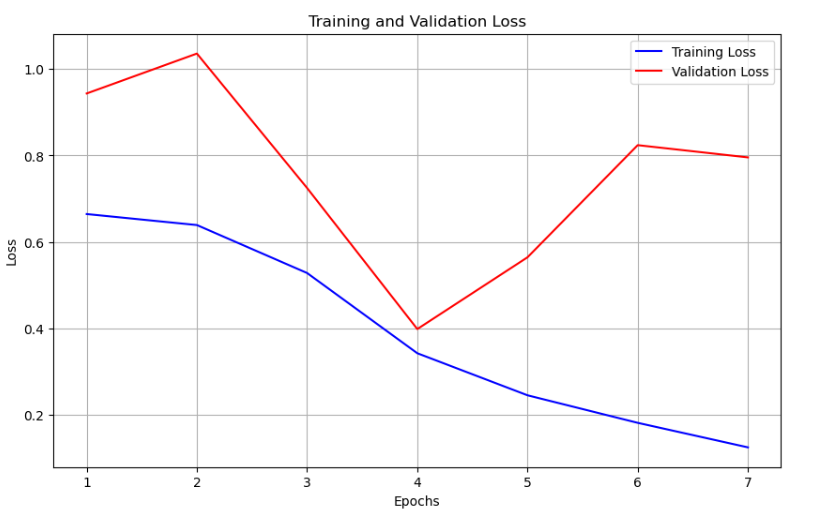 Training and Validation Loss
Training Loss
Validation Loss
1.0
0.8
0.6
0.4
0.2
Loss
1 2 3 4 5 6 7
Epochs